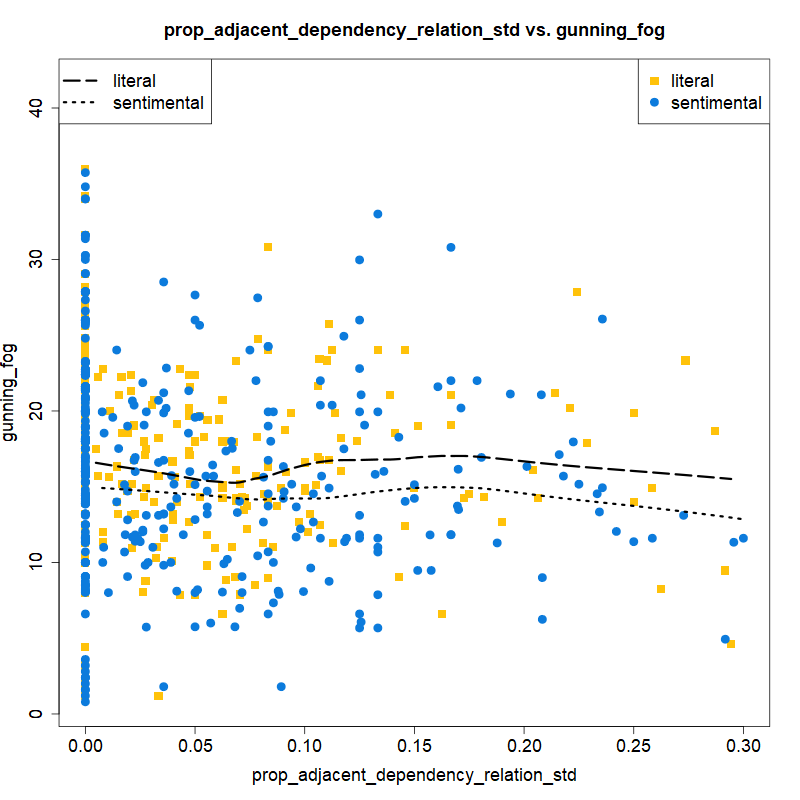 prop_adjacent_dependency_relation_std vs. gunning_fog
literal
sentimental
literal
sentimental
gunning_fog
40
30
20
10
0
0.00 0.05 0.10 0.15 0.20 0.25 0.30
prop_adjacent_dependency_relation_std